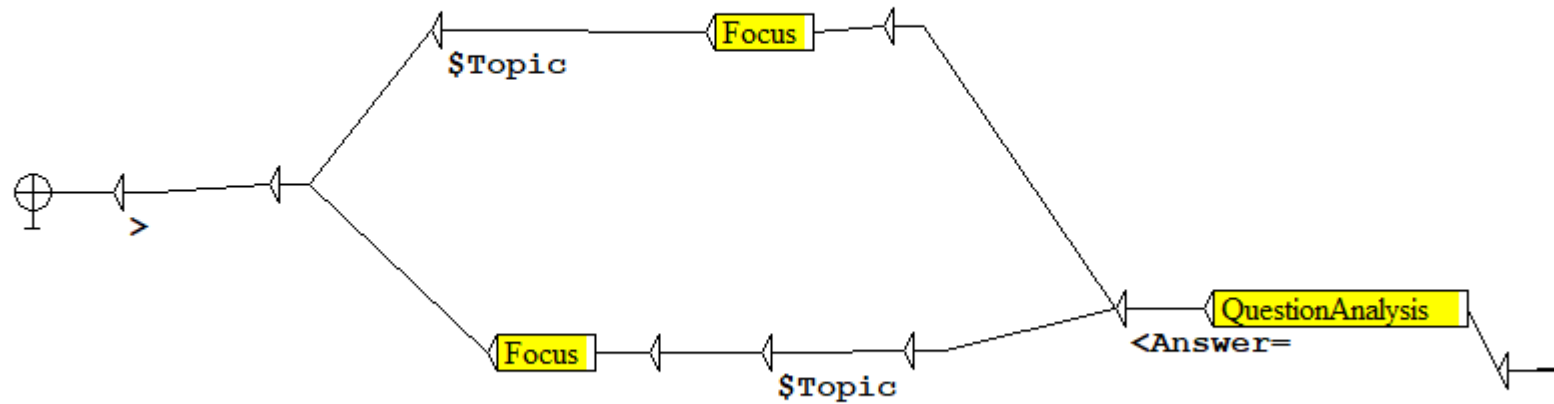 Focus
$Topic
>
QuestionAnalysis
<Answer=
Focus
$Topic